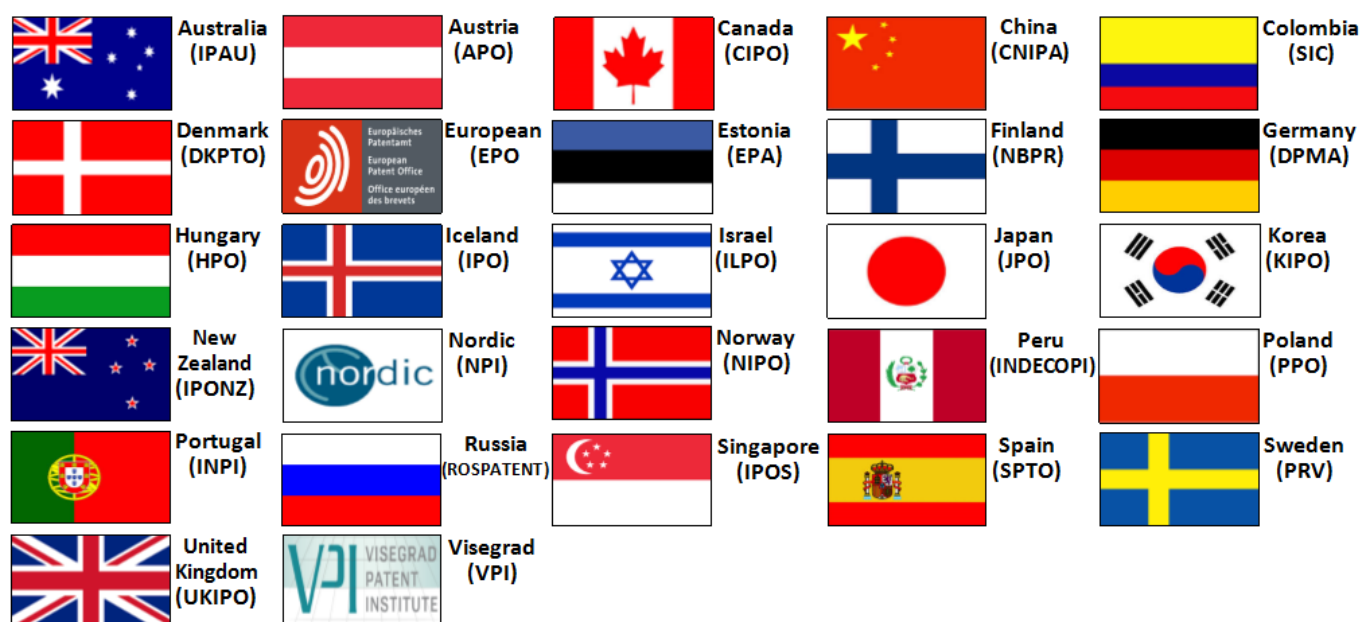 Australia
(IPAU)
Austria
(APO)
Canada
(CIPO)
China
(CNIPA)
Colombia
(SIC)
Denmark
(DKPTO)
Europäisches
Patentamt
European
Patent Office
Office européen
des brevets
European
(EPO
Estonia
(EPA)
Finland
(NBPR)
Germany
(DPMA)
Hungary
(HPO)
Iceland
(IPO)
Israel
(ILPO)
Japan
(JPO)
Korea
(KIPO)
New
Zealand
(IPONZ)
nordic
Nordic
(NPI)
Norway
(NIPO)
Peru
(INDECOPI)
Poland
(PPO)
Portugal
(INPI)
Russia
(ROSPATENT)
Singapore
(IPOS)
Spain
(SPTO)
Sweden
(PRV)
United
Kingdom
(UKIPO)
VPI
VISEGRAD
PATENT
INSTITUTE
Visegrad
(VPI)